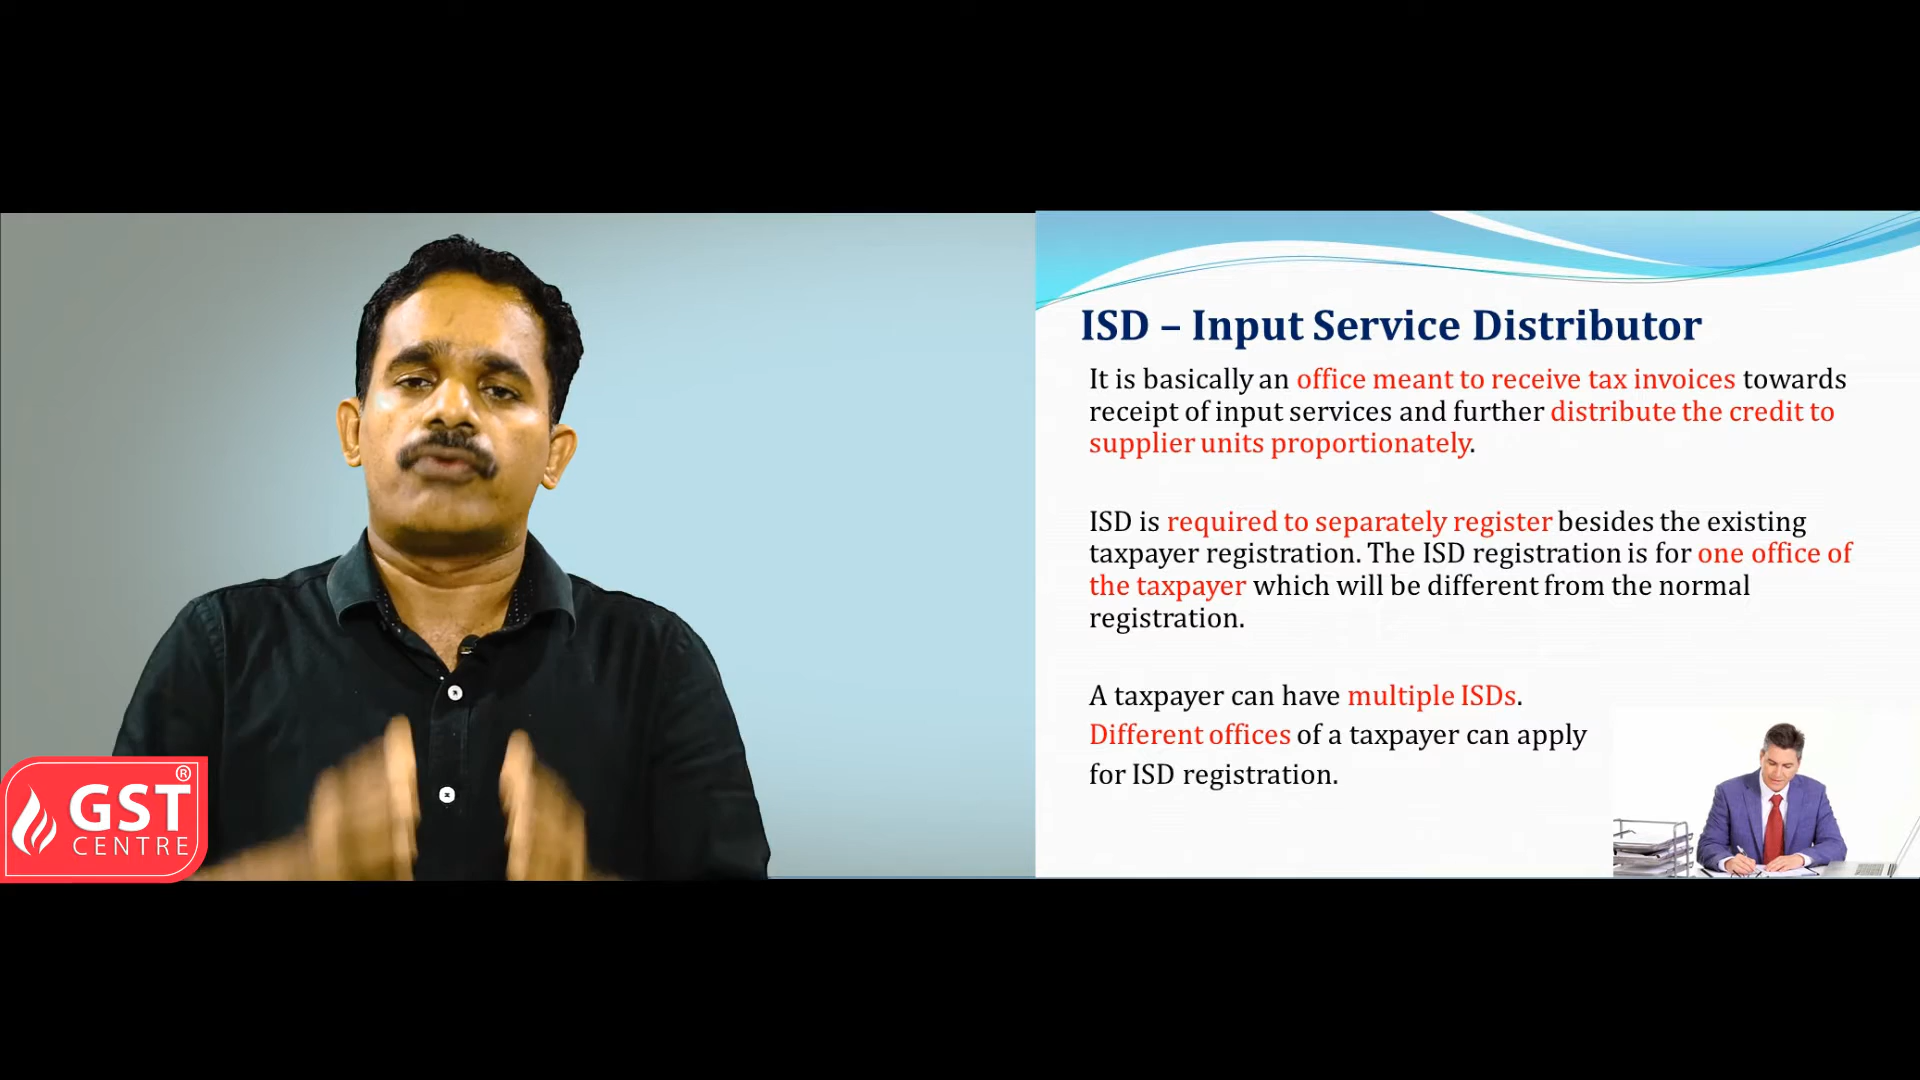 ISD – Input Service Distributor
It is basically an office meant to receive tax invoices towards
receipt of input services and further distribute the credit to
supplier units proportionately.
ISD is required to separately register besides the existing
taxpayer registration. The ISD registration is for one office of
the taxpayer which will be different from the normal
registration.
A taxpayer can have multiple ISDs.
Different offices of a taxpayer can apply
for ISD registration.
GST®
CENTRE